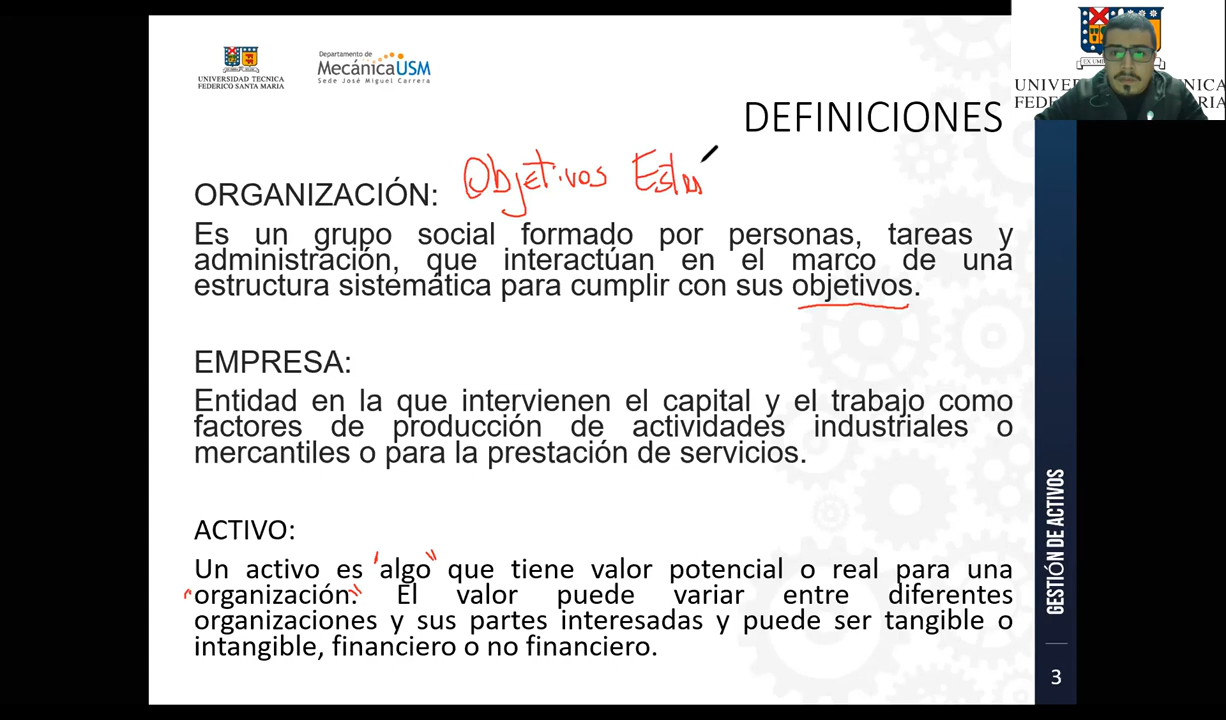 UNIVERSIDAD TECNICA
FEDERICO SANTA MARIA
Departamento de
MecánicaUSM
Sede José Miguel Carrera
DEFINICIONES
Objetivos Estra
ORGANIZACIÓN:
Es un grupo social formado por personas, tareas y
administración, que interactúan en el marco de una
estructura sistemática para cumplir con sus objetivos.
EMPRESA:
Entidad en la que intervienen el capital y el trabajo como
factores de producción de actividades industriales o
mercantiles o para la prestación de servicios.
ACTIVO:
Un activo es "algo" que tiene valor potencial o real para una
"organización". El valor puede variar entre diferentes
organizaciones y sus partes interesadas y puede ser tangible o
intangible, financiero o no financiero.
GESTIÓN DE ACTIVOS
3